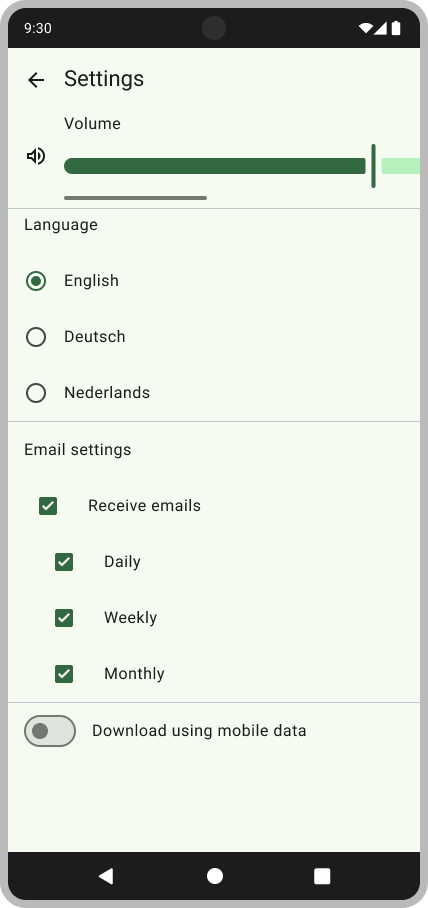 9:30
Settings
Volume
Language
English
Deutsch
Nederlands
Email settings
Receive emails
Daily
Weekly
Monthly
Download using mobile data